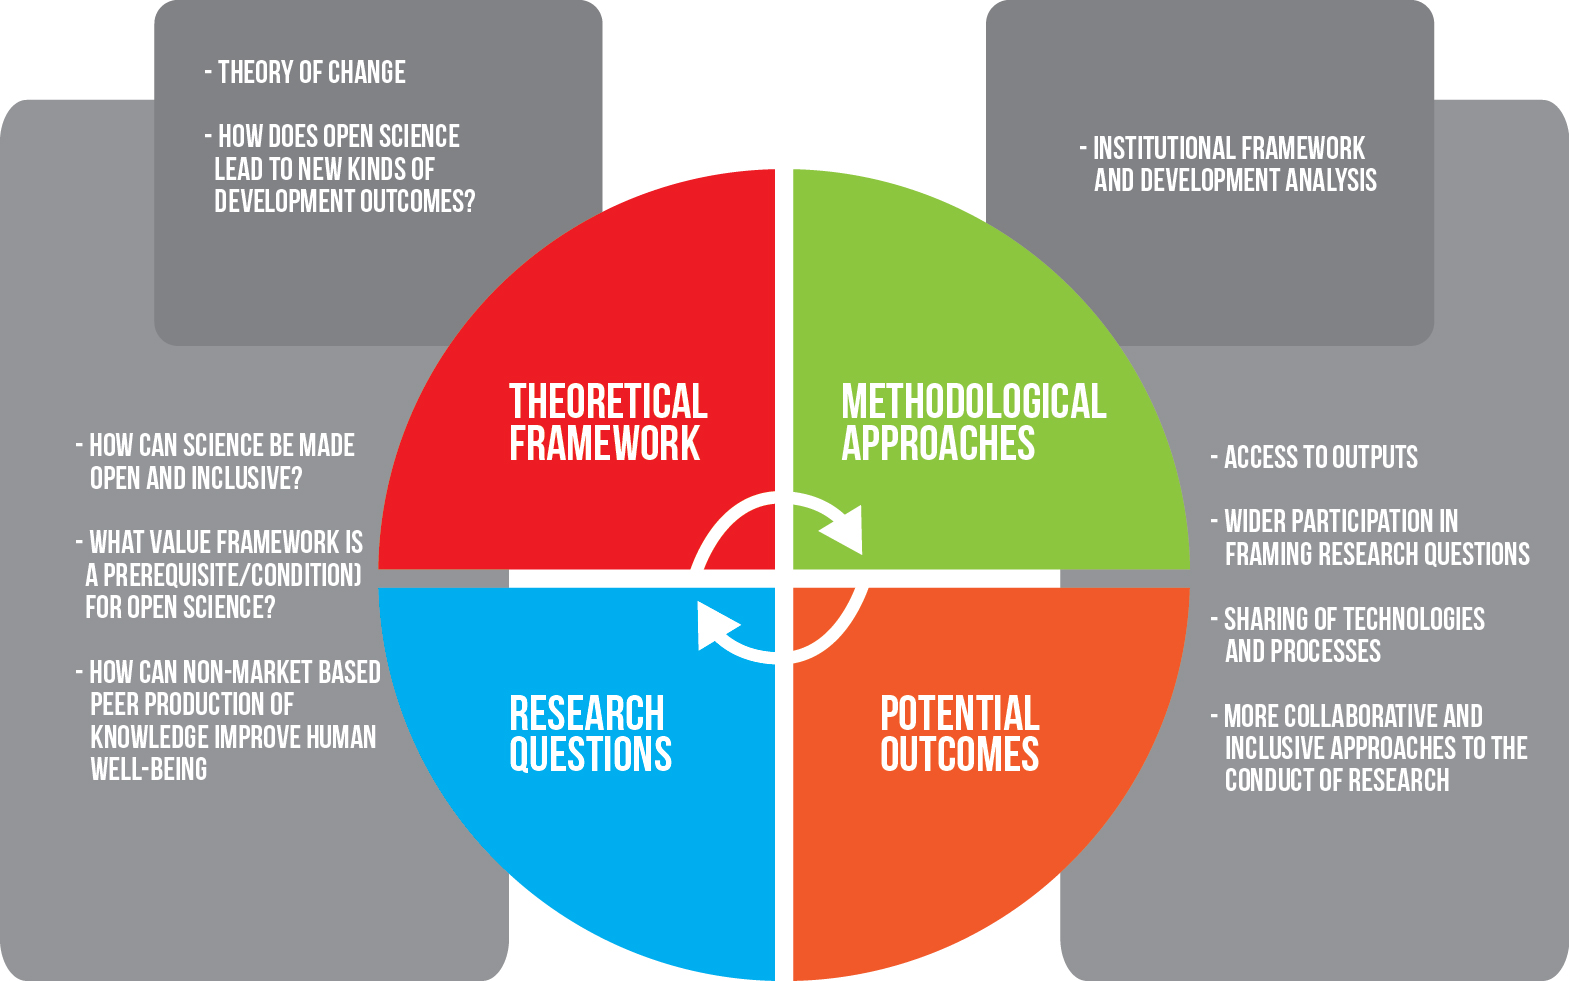 - THEORY OF CHANGE
- HOW DOES OPEN SCIENCE
LEAD TO NEW KINDS OF
DEVELOPMENT OUTCOMES?
- INSTITUTIONAL FRAMEWORK
AND DEVELOPMENT ANALYSIS
THEORETICAL
FRAMEWORK
METHODOLOGICAL
APPROACHES
- HOW CAN SCIENCE BE MADE
OPEN AND INCLUSIVE?
- WHAT VALUE FRAMEWORK IS
A PREREQUISITE/CONDITION)
FOR OPEN SCIENCE?
- HOW CAN NON-MARKET BASED
PEER PRODUCTION OF
KNOWLEDGE IMPROVE HUMAN
WELL-BEING
RESEARCH
QUESTIONS
POTENTIAL
OUTCOMES
- ACCESS TO OUTPUTS
- WIDER PARTICIPATION IN
FRAMING RESEARCH QUESTIONS
- SHARING OF TECHNOLOGIES
AND PROCESSES
- MORE COLLABORATIVE AND
INCLUSIVE APPROACHES TO THE
CONDUCT OF RESEARCH